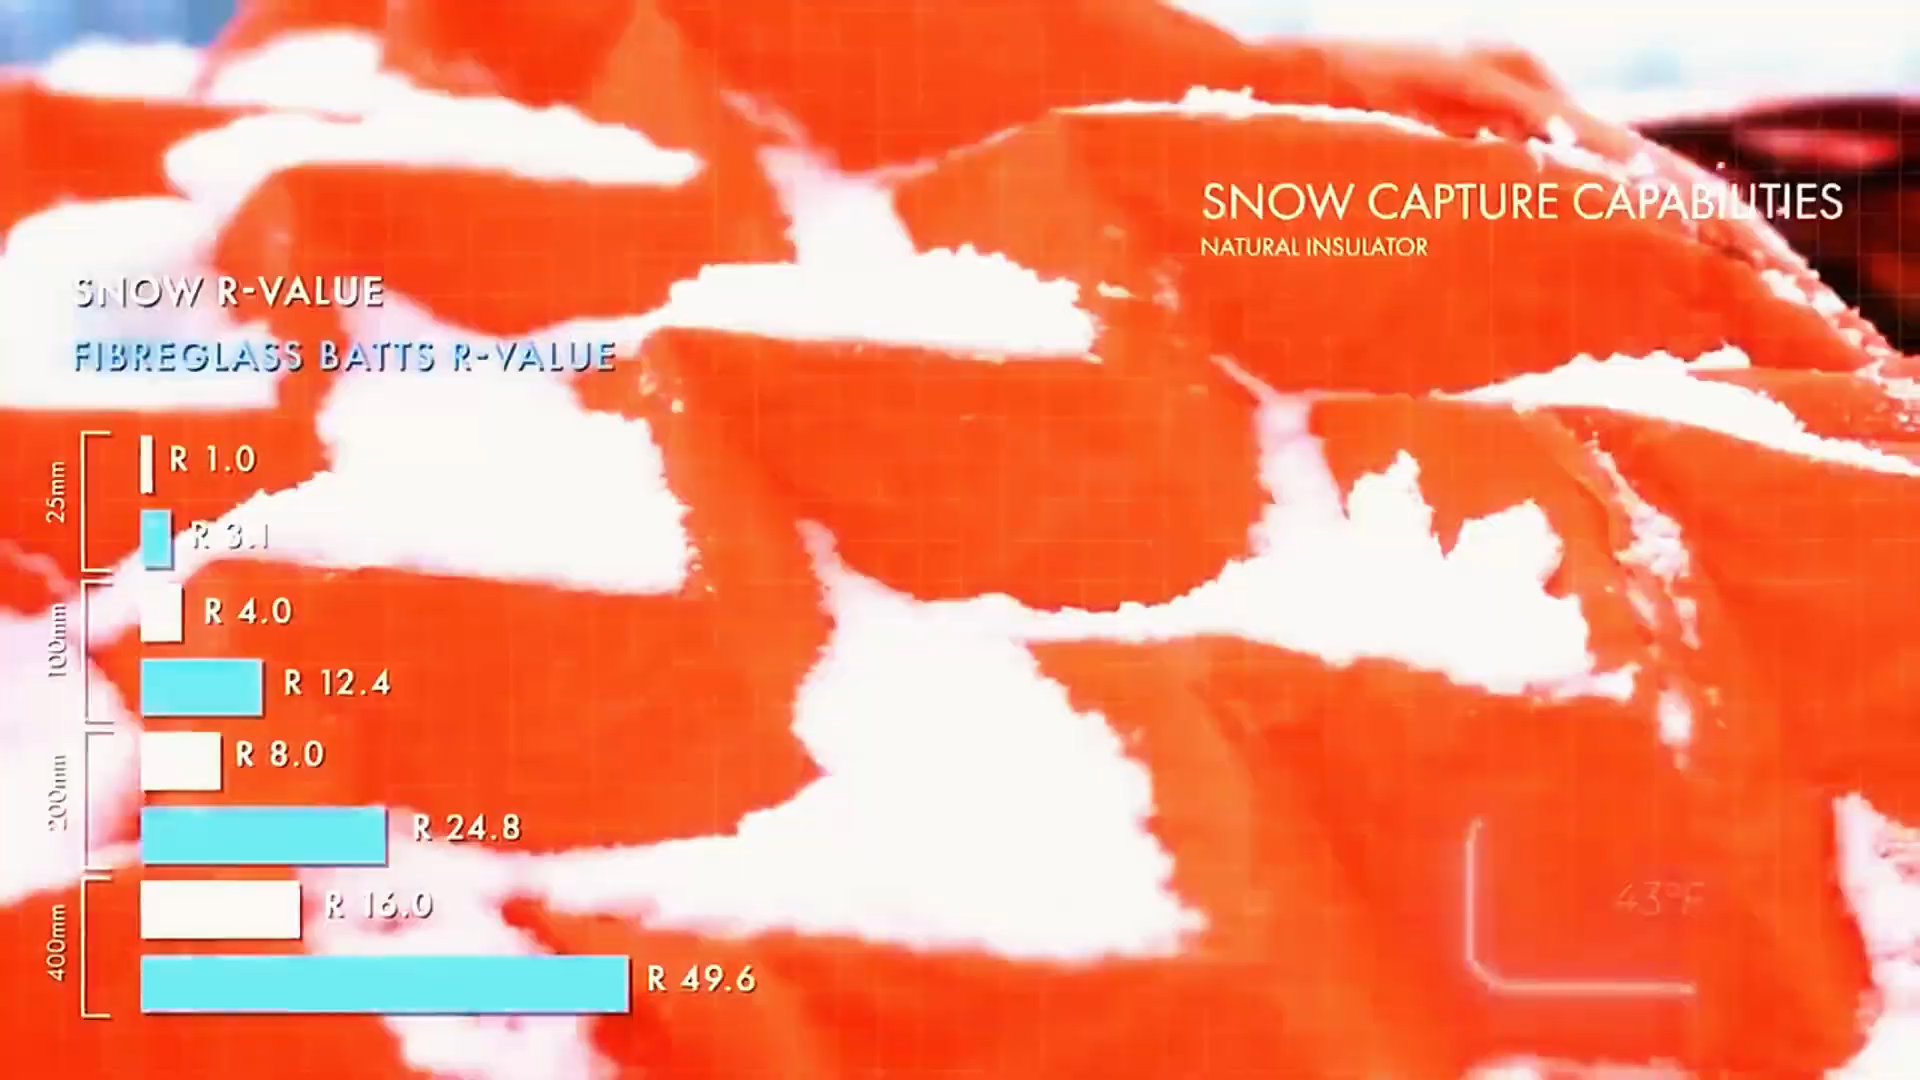 SNOW CAPTURE CAPABILITIES
NATURAL INSULATOR
SNOW R-VALUE
FIBREGLASS BATTS R-VALUE
25mm
R 1.0
R 3.1
100mm
R 4.0
R 12.4
200mm
R 8.0
R 24.8
400mm
R 16.0
R 49.6
43°F